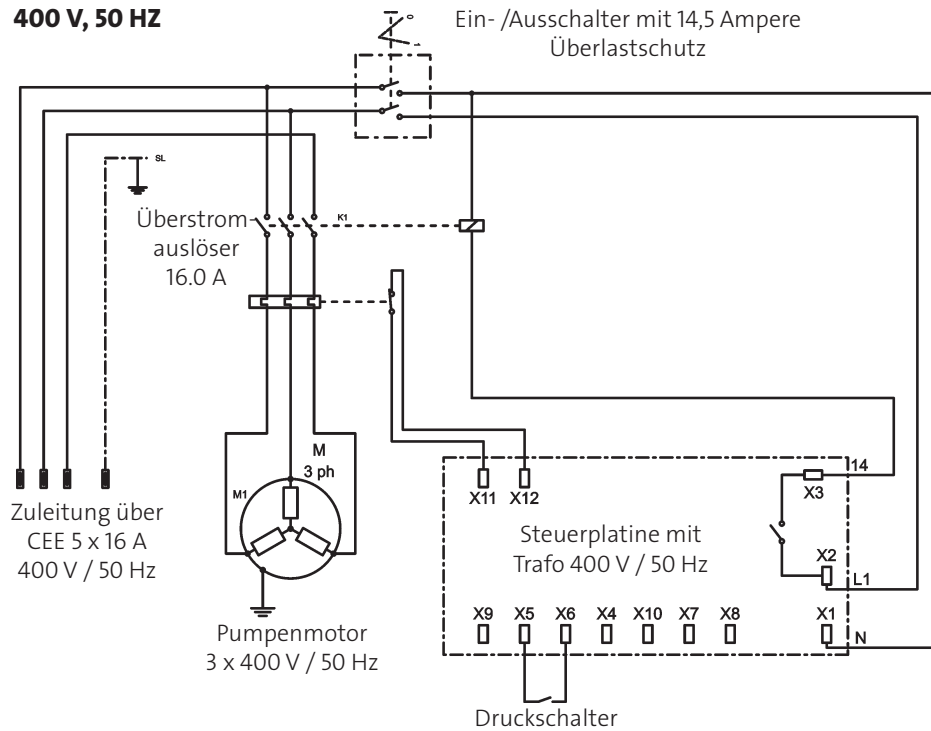 400 V, 50 HZ
Ein- /Ausschalter mit 14,5 Ampere
Überlastschutz
0
1
SL
Überstrom-
auslöser
16.0 A
K1
M
3 ph
M1
Zuleitung über
CEE 5 x 16 A
400 V / 50 Hz
Pumpenmotor
3 x 400 V / 50 Hz
X11
X12
X3
14
Steuerplatine mit
Trafo 400 V / 50 Hz
X2
L1
X9
X5
X6
X4
X10
X7
X8
X1
N
Druckschalter